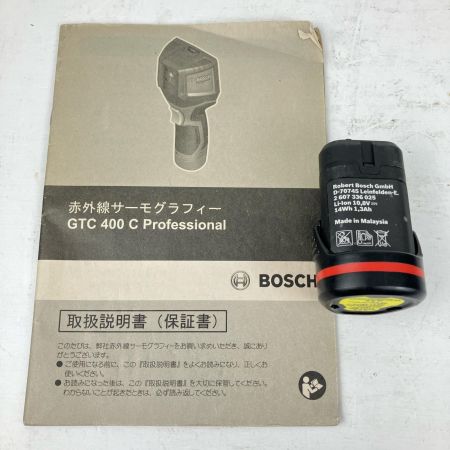 赤外線サーモグラフィー
GTC 400 C Professional
BOSCH
取扱説明書（保証書）
このたびは、弊社赤外線サーモグラフィーをお買い求めいただき、誠にあり
がとうございます。
● ご使用になる前に、この『取扱説明書』をよくお読みになり、正しくお
使いください。
● お読みになった後は、この『取扱説明書』を大切に保管してください。
わからないことが起きたときは、必ず読み返してください。
Robert Bosch GmbH
D-70745 Leinfelden-E.
2 607 336 025
Li-Ion 10,8V
14Wh 1,3Ah
Made in Malaysia